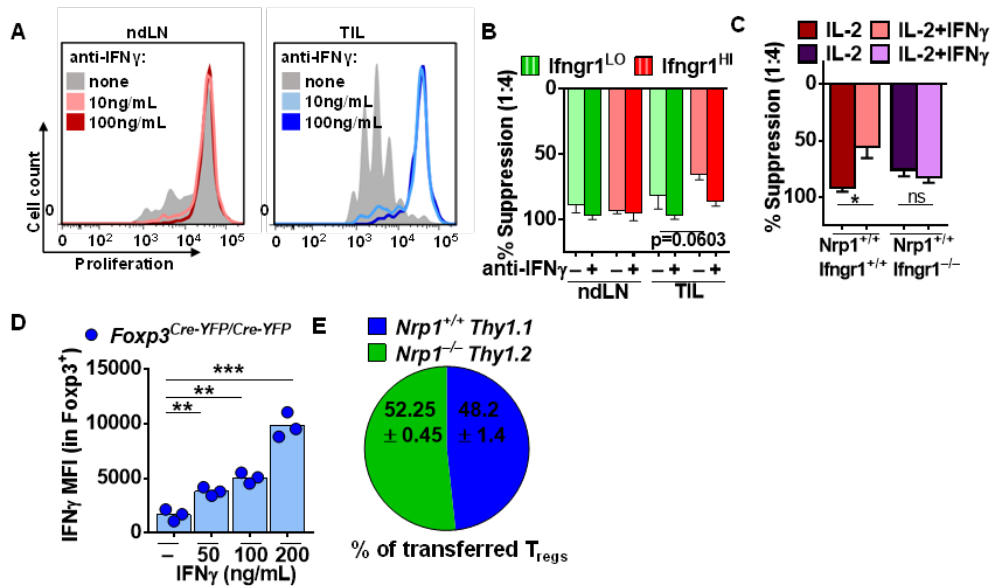 A
ndLN
anti-IFNγ:
none
10ng/mL
100ng/mL
Cell count
0
0 10² 10³ 10⁴ 10⁵
Proliferation
TIL
anti-IFNγ:
none
10ng/mL
100ng/mL
0
0 10² 10³ 10⁴ 10⁵
B
Ifngr1ᴸᴼ Ifngr1ᴴᴵ
% Suppression (1:4)
0
50
100
p=0.0603
anti-IFNγ – + – + – + – +
ndLN TIL
C
IL-2 IL-2+IFNγ
IL-2 IL-2+IFNγ
% Suppression (1:4)
0
50
100
* ns
Nrp1⁺/⁺ Nrp1⁺/⁺
Ifngr1⁺/⁺ Ifngr1⁻/⁻
D
Foxp3ᶜʳᵉ⁻ʸᶠᴾ/ᶜʳᵉ⁻ʸᶠᴾ
IFNγ MFI (in Foxp3⁺)
15000
10000
5000
0
***
**
**
– 50 100 200
IFNγ (ng/mL)
E
Nrp1⁺/⁺ Thy1.1
Nrp1⁻/⁻ Thy1.2
52.25 48.2
± 0.45 ± 1.4
% of transferred Tregs